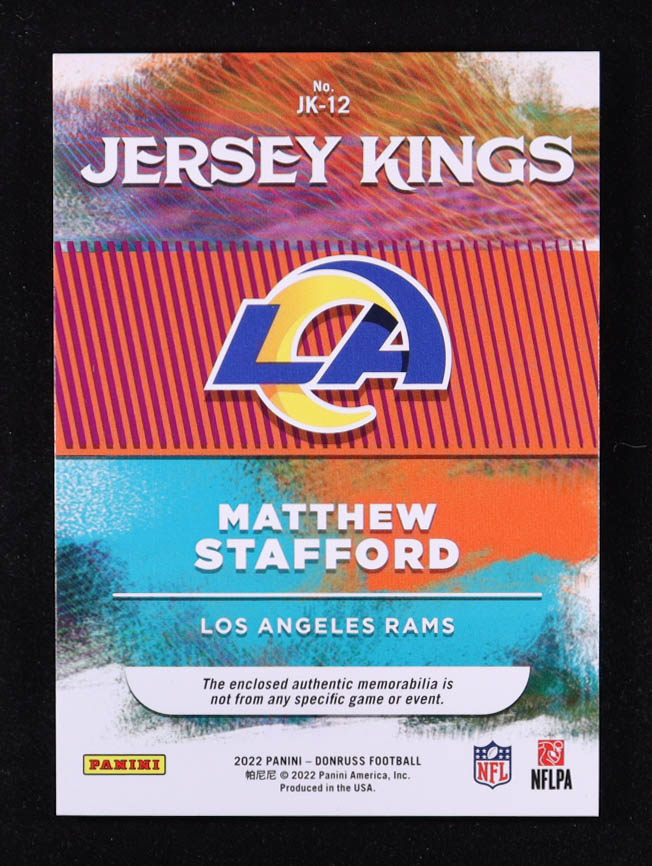 No.
JK-12
JERSEY KINGS
LA
MATTHEW
STAFFORD
LOS ANGELES RAMS
The enclosed authentic memorabilia is
not from any specific game or event.
PANINI
2022 PANINI – DONRUSS FOOTBALL
帕尼尼 © 2022 Panini America, Inc.
Produced in the USA.
NFL
NFLPA